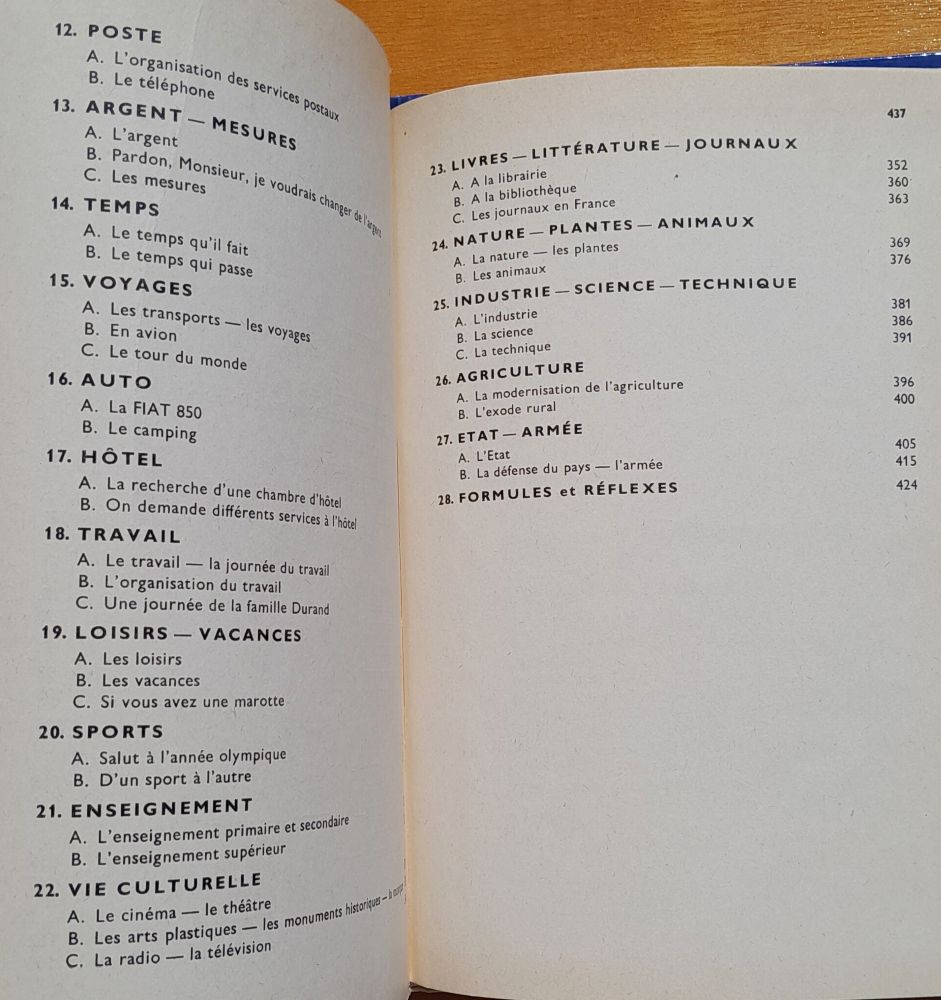 12. POSTE
A. L'organisation des services postaux
B. Le téléphone
13. ARGENT — MESURES
A. L'argent
B. Pardon, Monsieur, je voudrais changer de l'argent
C. Les mesures
14. TEMPS
A. Le temps qu'il fait
B. Le temps qui passe
15. VOYAGES
A. Les transports — les voyages
B. En avion
C. Le tour du monde
16. AUTO
A. La FIAT 850
B. Le camping
17. HÔTEL
A. La recherche d'une chambre d'hôtel
B. On demande différents services à l'hôtel
18. TRAVAIL
A. Le travail — la journée du travail
B. L'organisation du travail
C. Une journée de la famille Durand
19. LOISIRS — VACANCES
A. Les loisirs
B. Les vacances
C. Si vous avez une marotte
20. SPORTS
A. Salut à l'année olympique
B. D'un sport à l'autre
21. ENSEIGNEMENT
A. L'enseignement primaire et secondaire
B. L'enseignement supérieur
22. VIE CULTURELLE
A. Le cinéma — le théâtre
B. Les arts plastiques — les monuments historiques — la
C. La radio — la télévision
437
23. LIVRES — LITTÉRATURE — JOURNAUX
A. A la librairie 352
B. A la bibliothèque 360
C. Les journaux en France 363
24. NATURE — PLANTES — ANIMAUX
A. La nature — les plantes 369
B. Les animaux 376
25. INDUSTRIE — SCIENCE — TECHNIQUE
A. L'industrie 381
B. La science 386
C. La technique 391
26. AGRICULTURE
A. La modernisation de l'agriculture 396
B. L'exode rural 400
27. ETAT — ARMÉE
A. L'Etat 405
B. La défense du pays — l'armée 415
28. FORMULES et RÉFLEXES 424